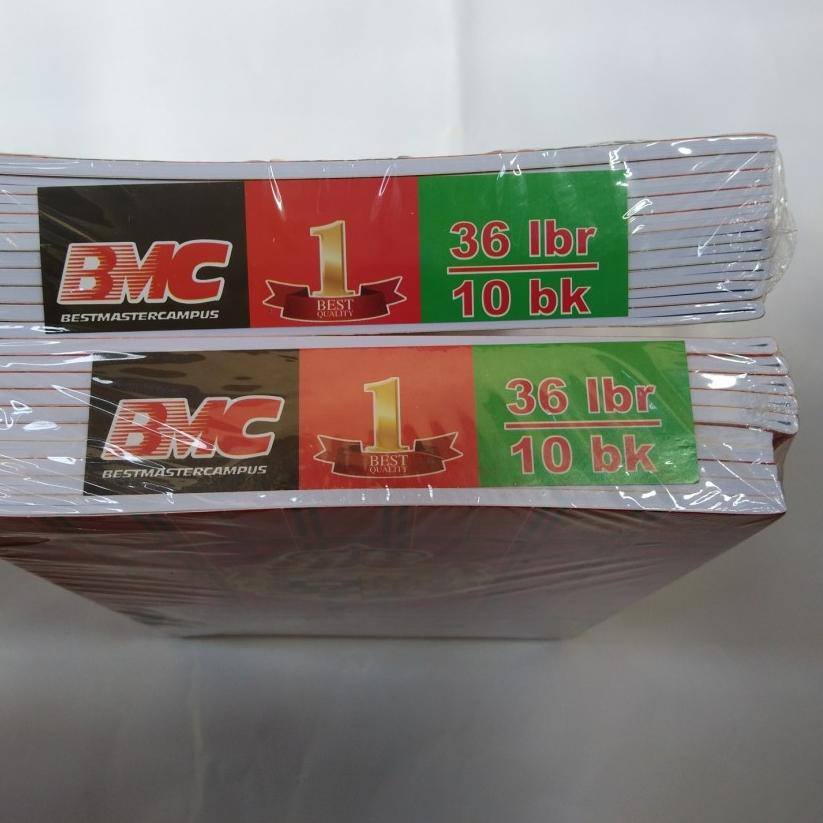 BMC
BESTMASTERCAMPUS
1
BEST
QUALITY
36 lbr
10 bk
BMC
BESTMASTERCAMPUS
1
BEST
QUALITY
36 lbr
10 bk